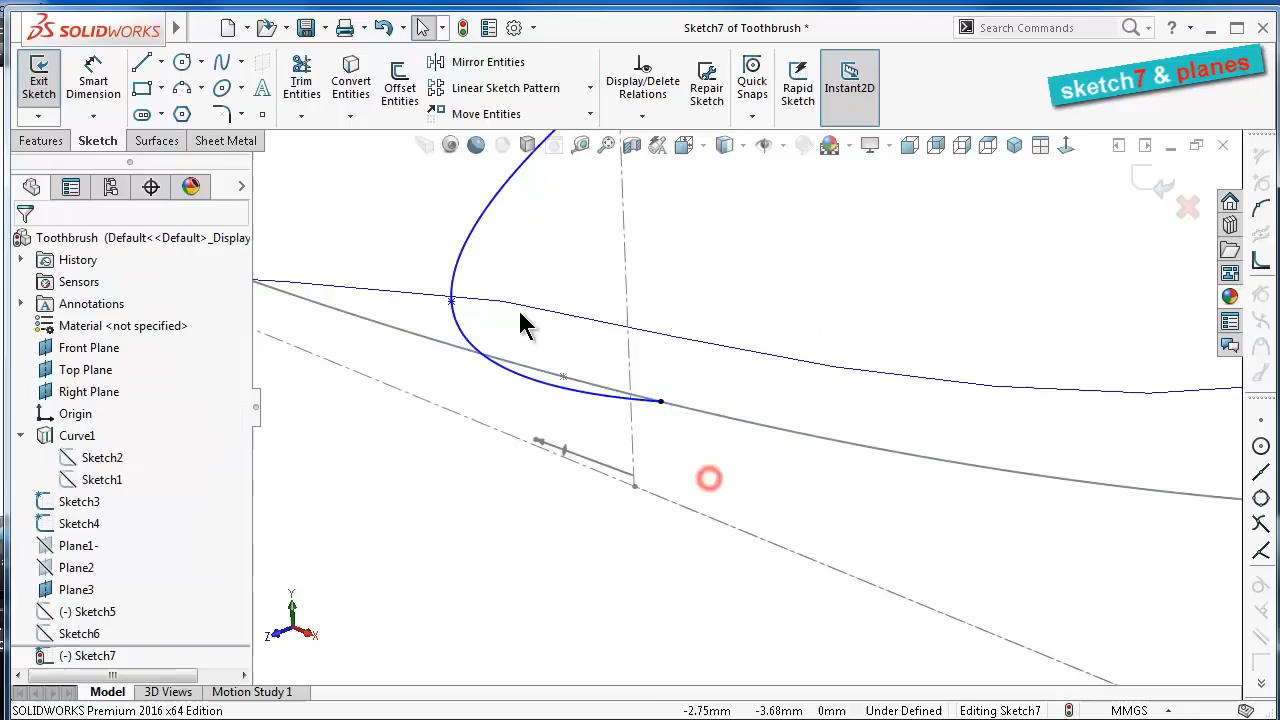 SOLIDWORKS
Sketch7 of Toothbrush *
Search Commands
sketch7 & planes
Exit Sketch
Smart Dimension
Trim Entities
Convert Entities
Offset Entities
Mirror Entities
Linear Sketch Pattern
Move Entities
Display/Delete Relations
Repair Sketch
Quick Snaps
Rapid Sketch
Instant2D
Features
Sketch
Surfaces
Sheet Metal
Toothbrush (Default<<Default>_Display
History
Sensors
Annotations
Material <not specified>
Front Plane
Top Plane
Right Plane
Origin
Curve1
Sketch2
Sketch1
Sketch3
Sketch4
Plane1-
Plane2
Plane3
(-) Sketch5
Sketch6
(-) Sketch7
Y
Z
X
Model
3D Views
Motion Study 1
SOLIDWORKS Premium 2016 x64 Edition
-2.75mm
-3.68mm
0mm
Under Defined
Editing Sketch7
MMGS